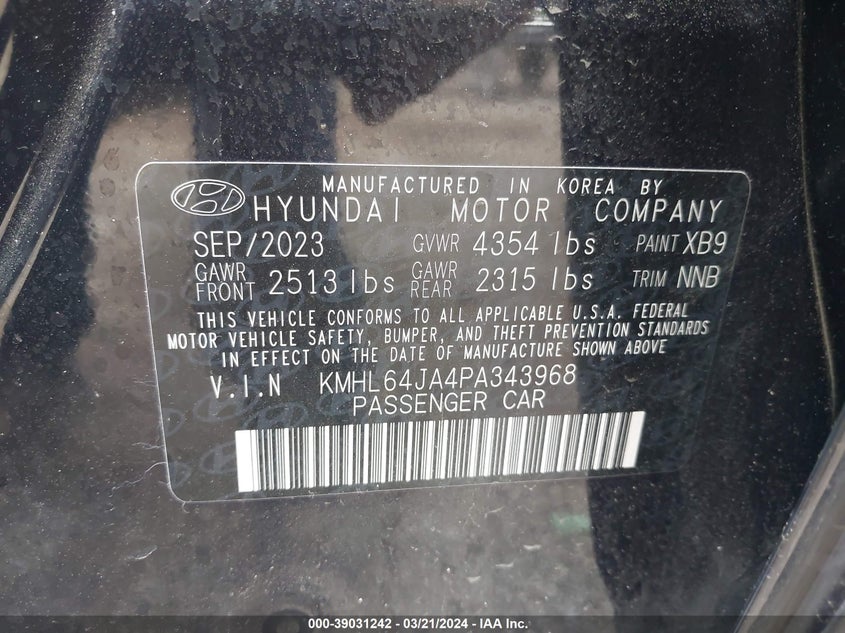 MANUFACTURED IN KOREA BY
HYUNDAI MOTOR COMPANY
SEP/2023 GVWR 4354 lbs PAINT XB9
GAWR FRONT 2513 lbs GAWR REAR 2315 lbs TRIM NNB
THIS VEHICLE CONFORMS TO ALL APPLICABLE U.S.A. FEDERAL
MOTOR VEHICLE SAFETY, BUMPER, AND THEFT PREVENTION STANDARDS
IN EFFECT ON THE DATE OF MANUFACTURE SHOWN ABOVE.
V.I.N KMHL64JA4PA343968
PASSENGER CAR
000-39031242 - 03/21/2024 - IAA Inc.